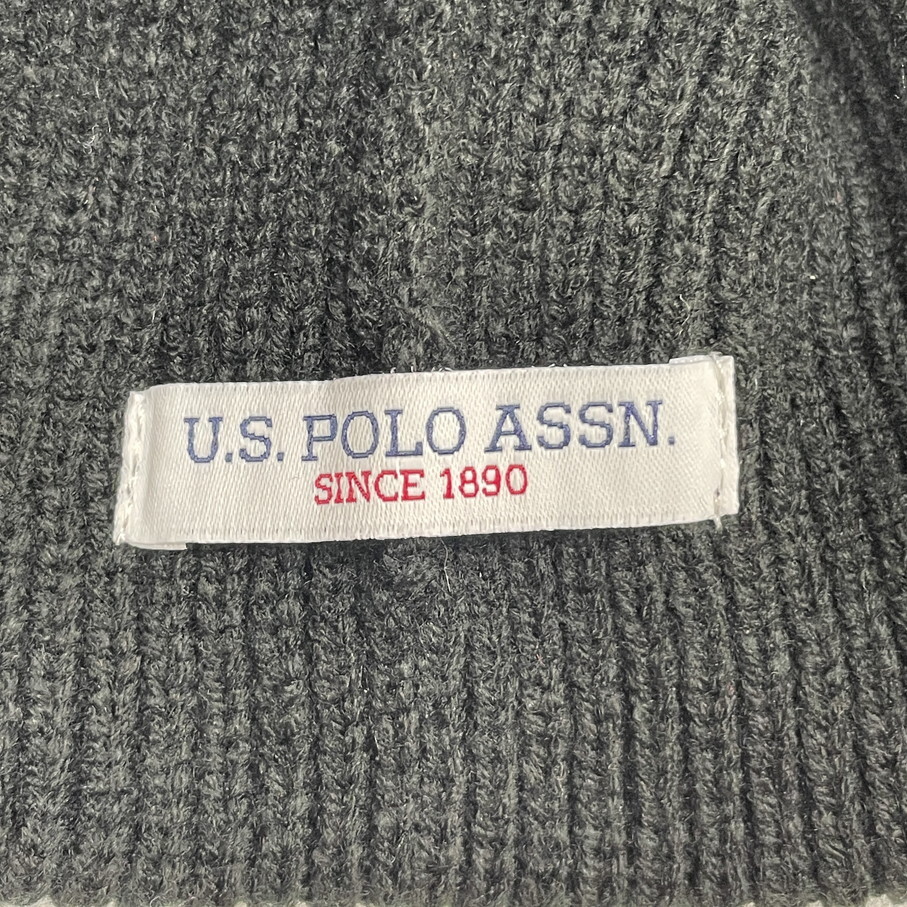 U.S. POLO ASSN.
SINCE 1890